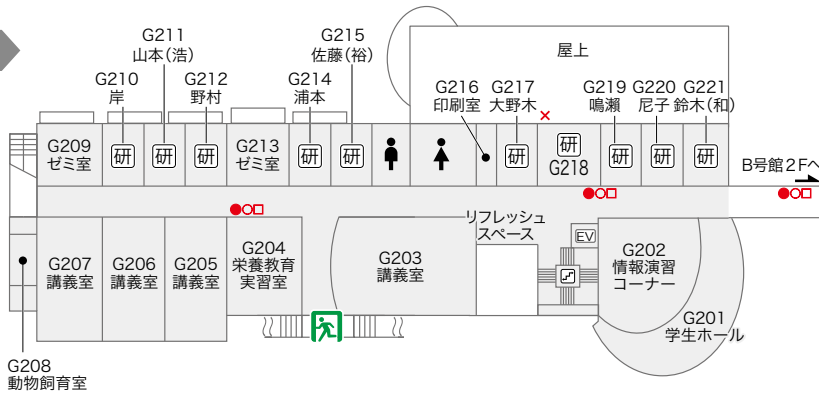 G211
山本(浩)
G215
佐藤(裕)
屋上
G210
岸
G212
野村
G214
浦本
G216
印刷室
G217
大野木
G219
鳴瀬
G220
尼子
G221
鈴木(和)
G209
ゼミ室
研
研
研
G213
ゼミ室
研
研
研
研
G218
研
研
研
B号館2Fへ
リフレッシュ
スペース
EV
G207
講義室
G206
講義室
G205
講義室
G204
栄養教育
実習室
G203
講義室
G202
情報演習
コーナー
G201
学生ホール
G208
動物飼育室